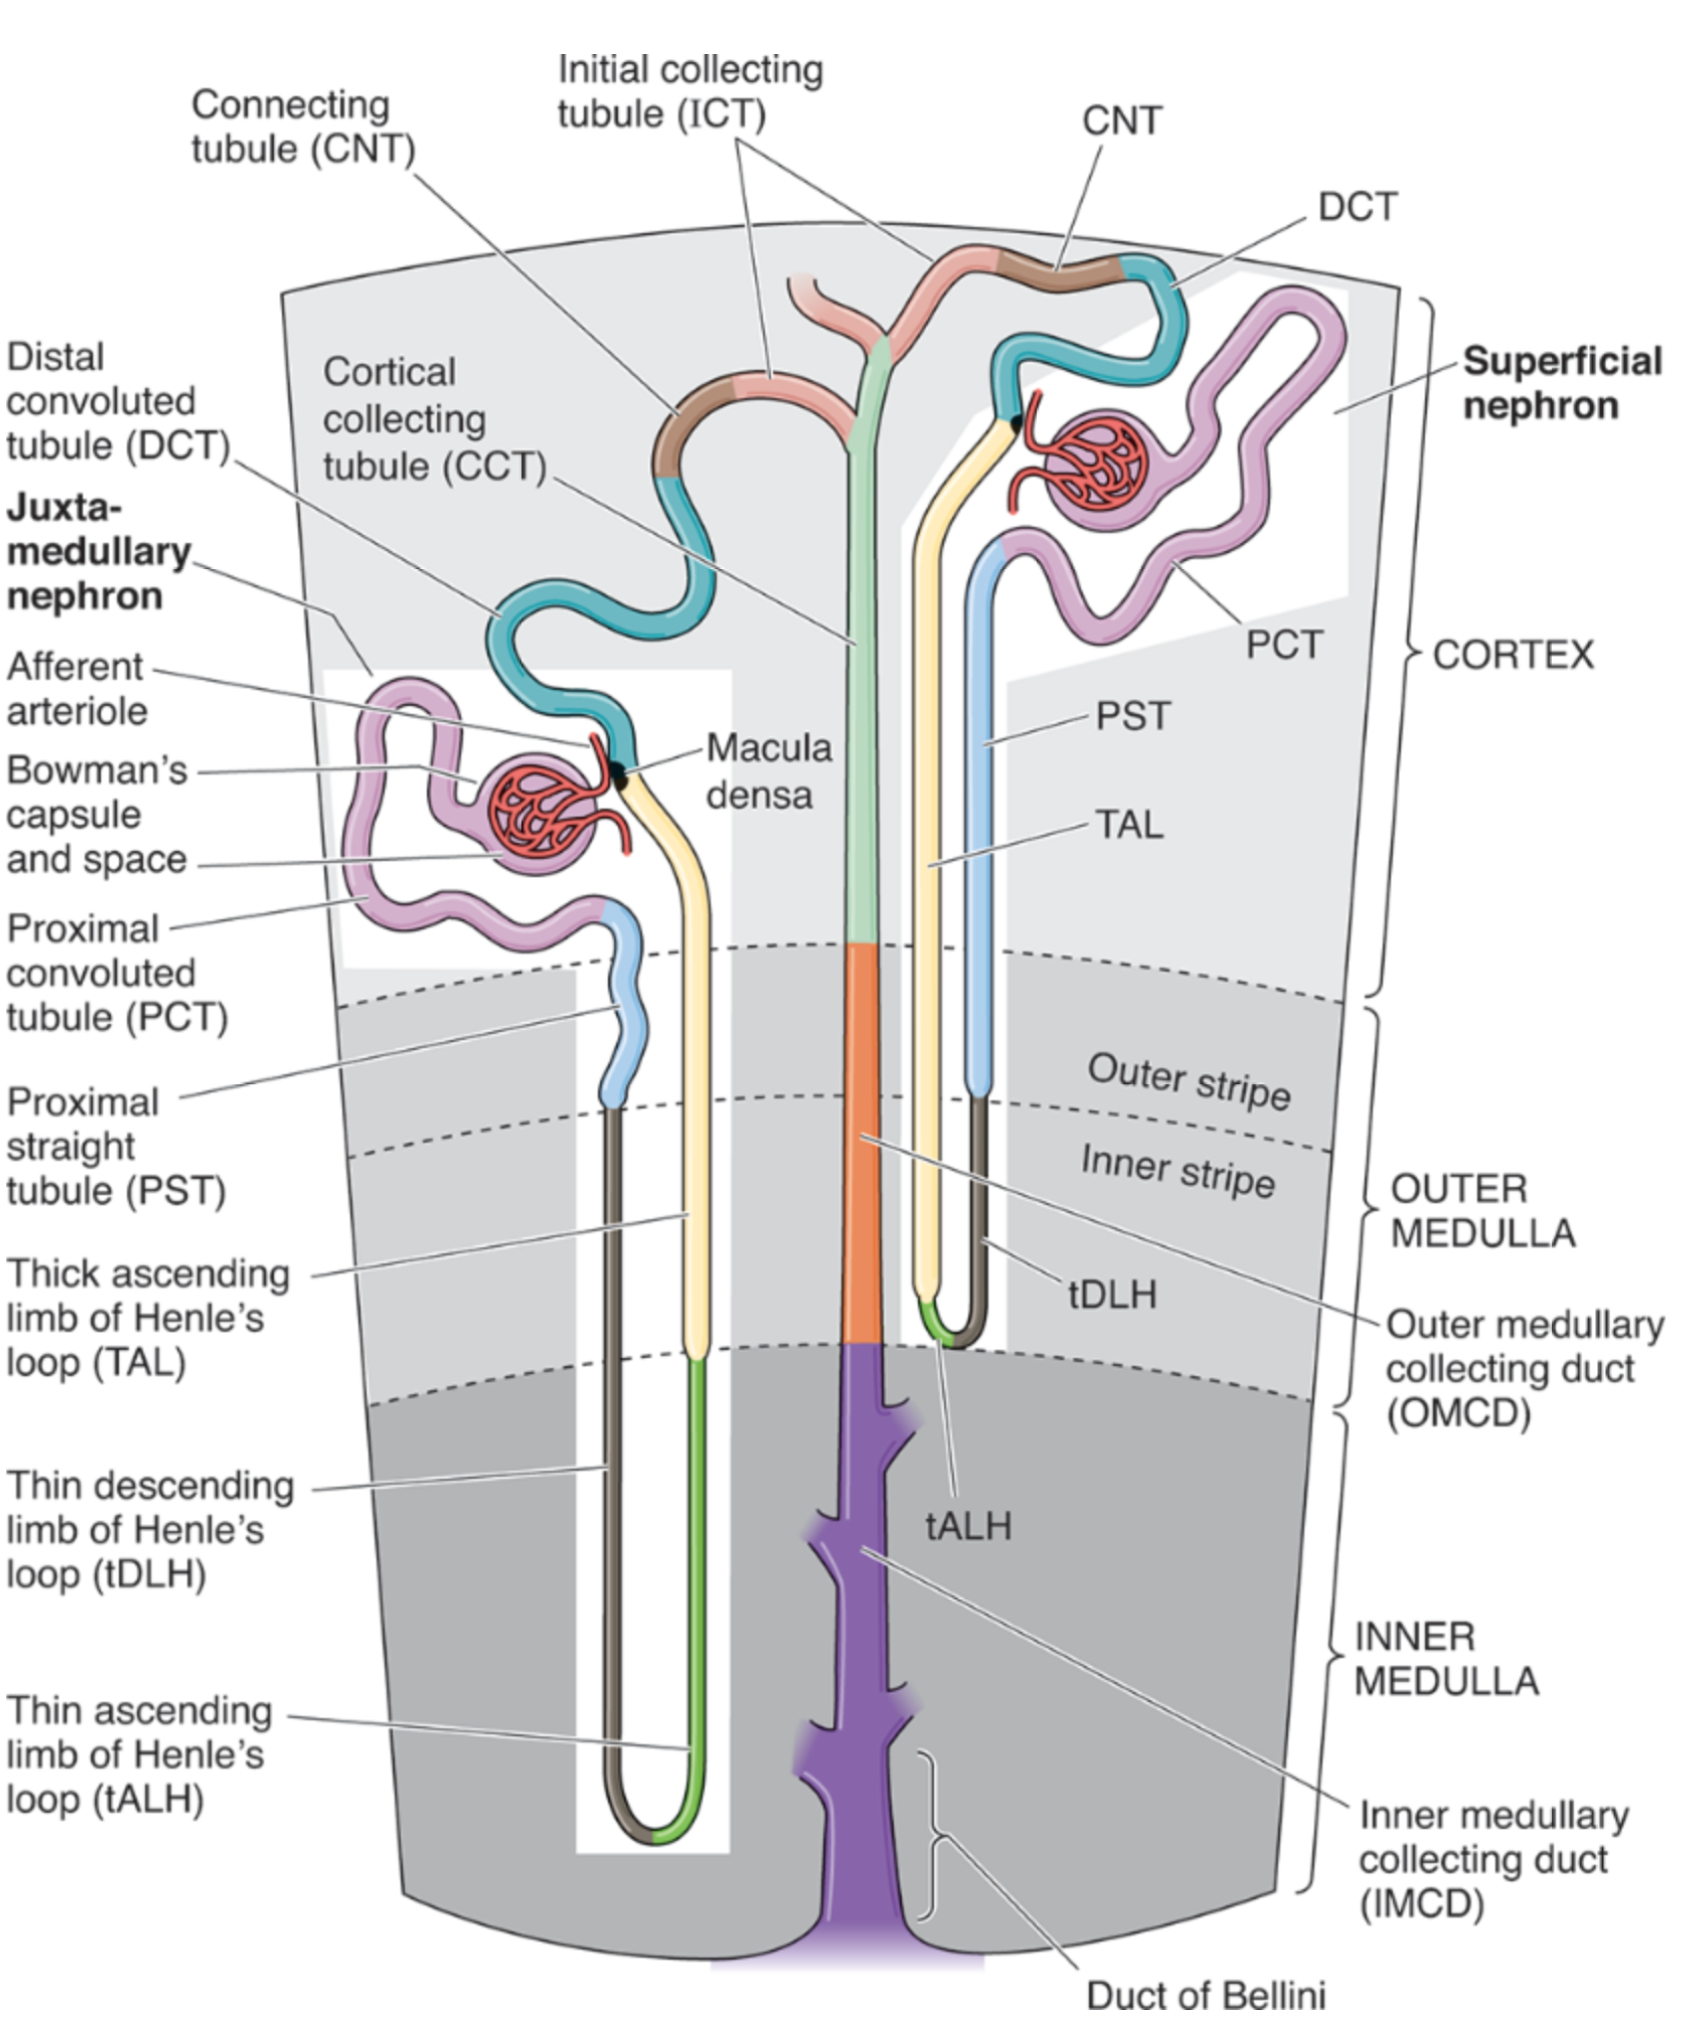 Initial collecting
tubule (ICT)
Connecting
tubule (CNT)
CNT
DCT
Distal
convoluted
tubule (DCT)
Cortical
collecting
tubule (CCT)
Superficial
nephron
Juxta-
medullary
nephron
Afferent
arteriole
Bowman’s
capsule
and space
Macula
densa
PCT
CORTEX
PST
TAL
Proximal
convoluted
tubule (PCT)
Proximal
straight
tubule (PST)
Outer stripe
Inner stripe
OUTER
MEDULLA
Thick ascending
limb of Henle’s
loop (TAL)
tDLH
Outer medullary
collecting duct
(OMCD)
Thin descending
limb of Henle’s
loop (tDLH)
tALH
INNER
MEDULLA
Thin ascending
limb of Henle’s
loop (tALH)
Inner medullary
collecting duct
(IMCD)
Duct of Bellini